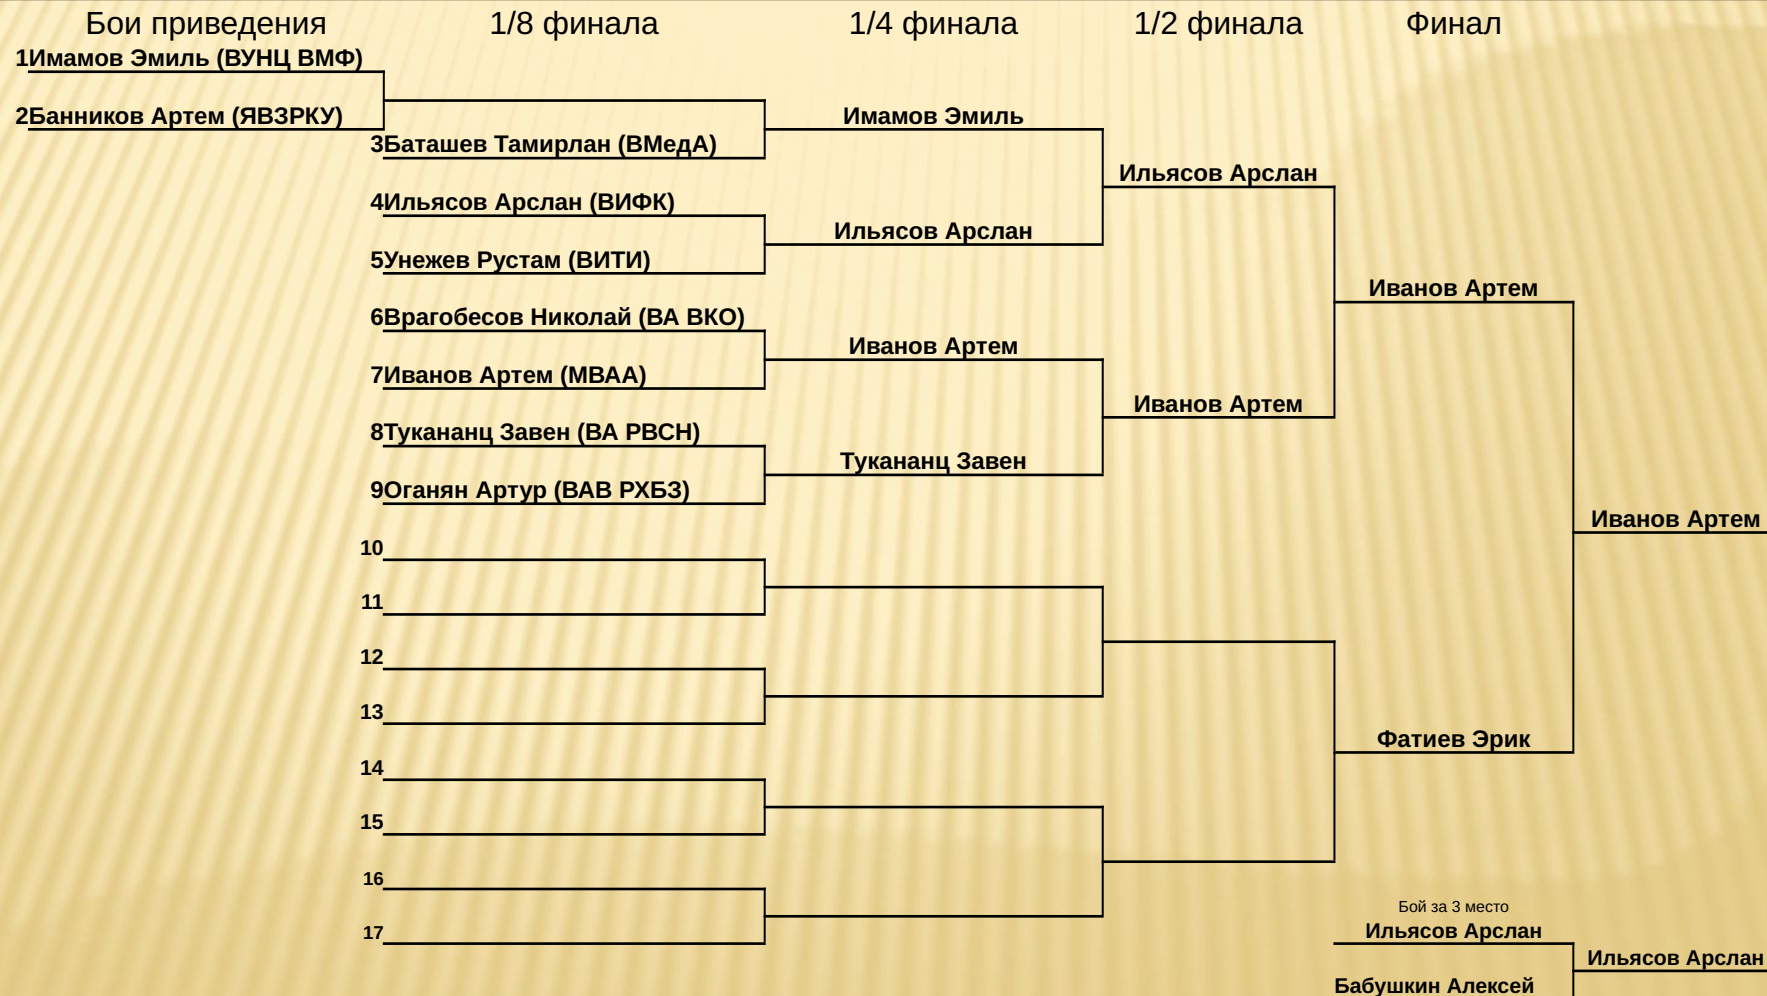 Бои приведения 1/8 финала 1/4 финала 1/2 финала Финал
1Имамов Эмиль (ВУНЦ ВМФ)
2Банников Артем (ЯВЗРКУ)
Имамов Эмиль
3Баташев Тамирлан (ВМедА)
Ильясов Арслан
4Ильясов Арслан (ВИФК)
Ильясов Арслан
5Унежев Рустам (ВИТИ)
Иванов Артем
6Врагобесов Николай (ВА ВКО)
Иванов Артем
7Иванов Артем (МВАА)
Иванов Артем
8Тукананц Завен (ВА РВСН)
Тукананц Завен
9Оганян Артур (ВАВ РХБЗ)
Иванов Артем
10
11
12
13
Фатиев Эрик
14
15
16
Бой за 3 место
Ильясов Арслан
17
Ильясов Арслан
Бабушкин Алексей